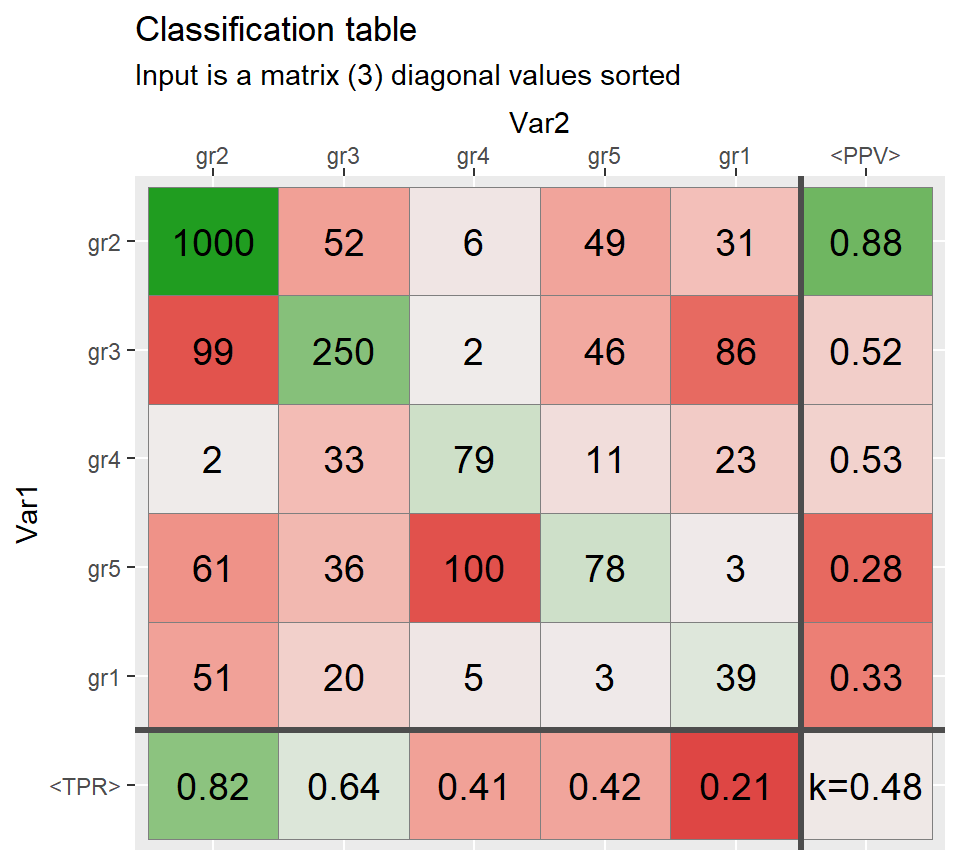 Classification table
Input is a matrix (3) diagonal values sorted
Var2
gr2 gr3 gr4 gr5 gr1 <PPV>
gr2 1000 52 6 49 31 0.88
gr3 99 250 2 46 86 0.52
gr4 2 33 79 11 23 0.53
Var1
gr5 61 36 100 78 3 0.28
gr1 51 20 5 3 39 0.33
<TPR> 0.82 0.64 0.41 0.42 0.21 k=0.48